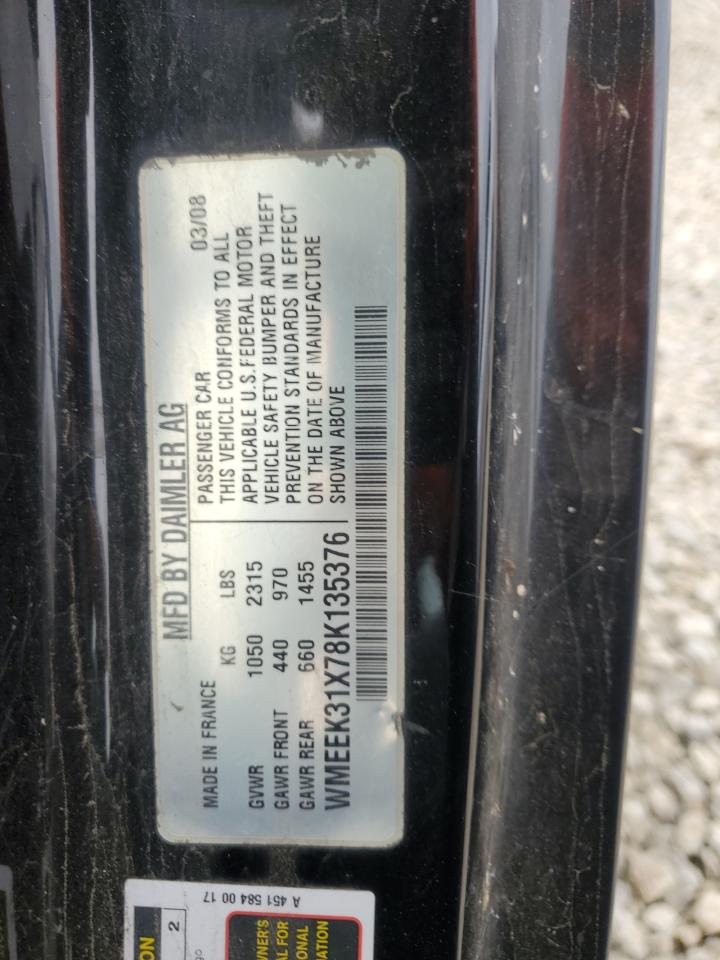 MFD BY DAIMLER AG
MADE IN FRANCE
KG LBS
GVWR 1050 2315
GAWR FRONT 440 970
GAWR REAR 660 1455
PASSENGER CAR 03/08
THIS VEHICLE CONFORMS TO ALL
APPLICABLE U.S.FEDERAL MOTOR
VEHICLE SAFETY BUMPER AND THEFT
PREVENTION STANDARDS IN EFFECT
ON THE DATE OF MANUFACTURE
SHOWN ABOVE
WMEEK31X78K135376
A 451 584 00 17
2